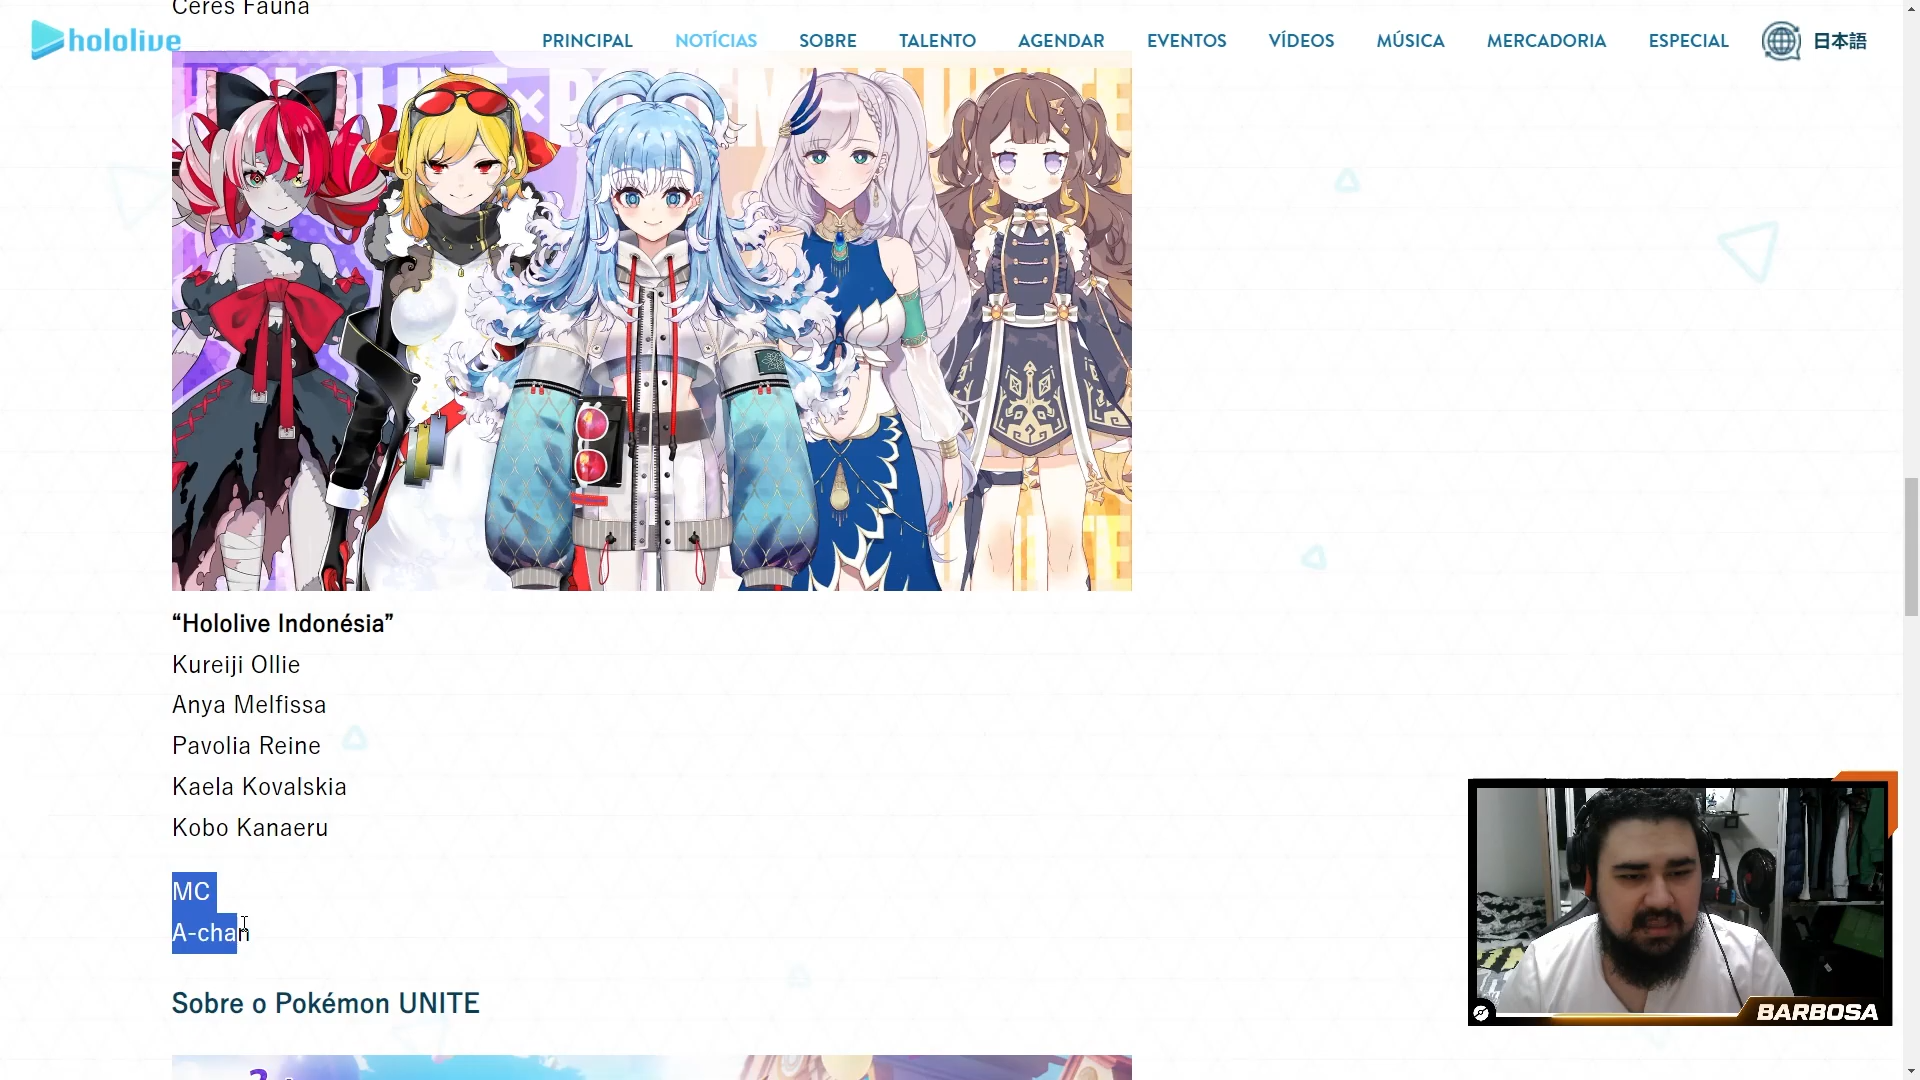 Ceres Fauna
hololive
PRINCIPAL NOTÍCIAS SOBRE TALENTO AGENDAR EVENTOS VÍDEOS MÚSICA MERCADORIA ESPECIAL 日本語
“Hololive Indonésia”
Kureiji Ollie
Anya Melfissa
Pavolia Reine
Kaela Kovalskia
Kobo Kanaeru
MC
A-chan
Sobre o Pokémon UNITE
BARBOSA